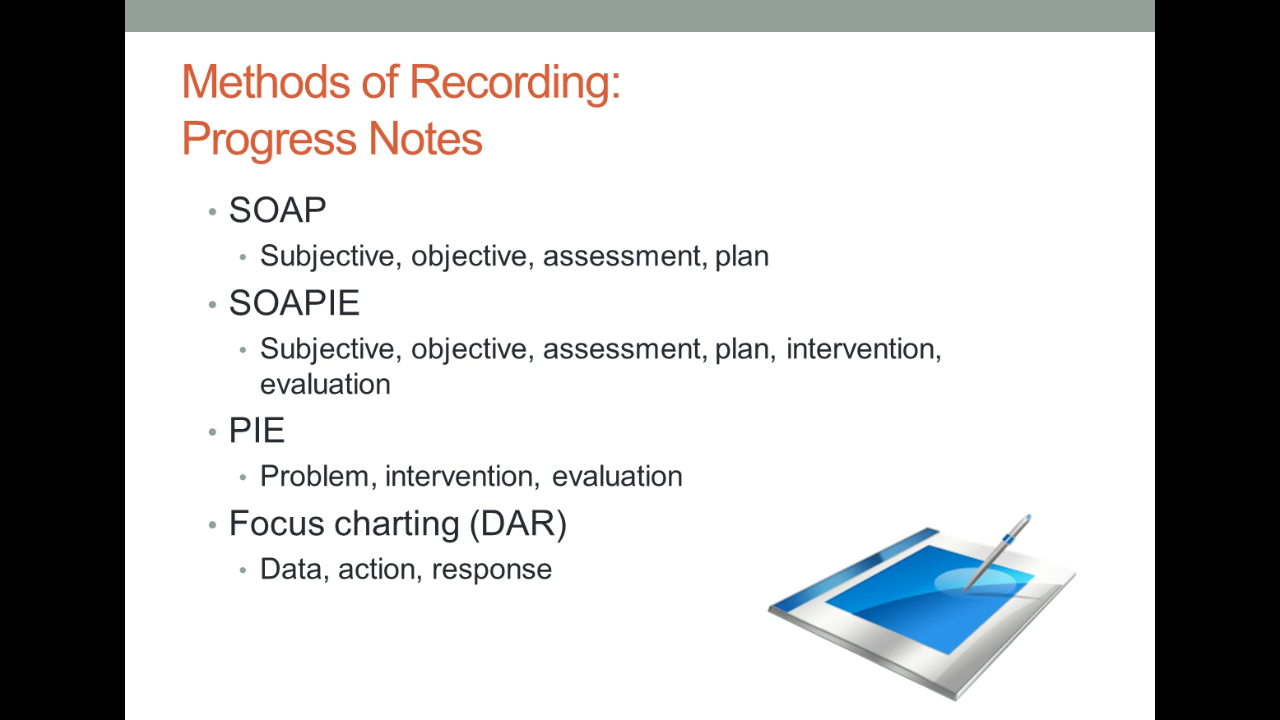 Methods of Recording:
Progress Notes
• SOAP
• Subjective, objective, assessment, plan
• SOAPIE
• Subjective, objective, assessment, plan, intervention,
evaluation
• PIE
• Problem, intervention, evaluation
• Focus charting (DAR)
• Data, action, response